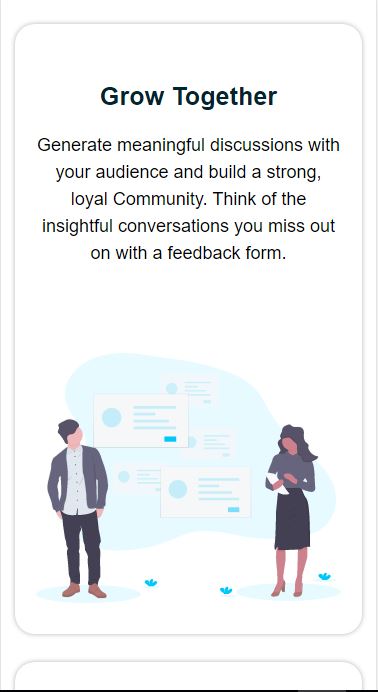 Grow Together
Generate meaningful discussions with
your audience and build a strong,
loyal Community. Think of the
insightful conversations you miss out
on with a feedback form.